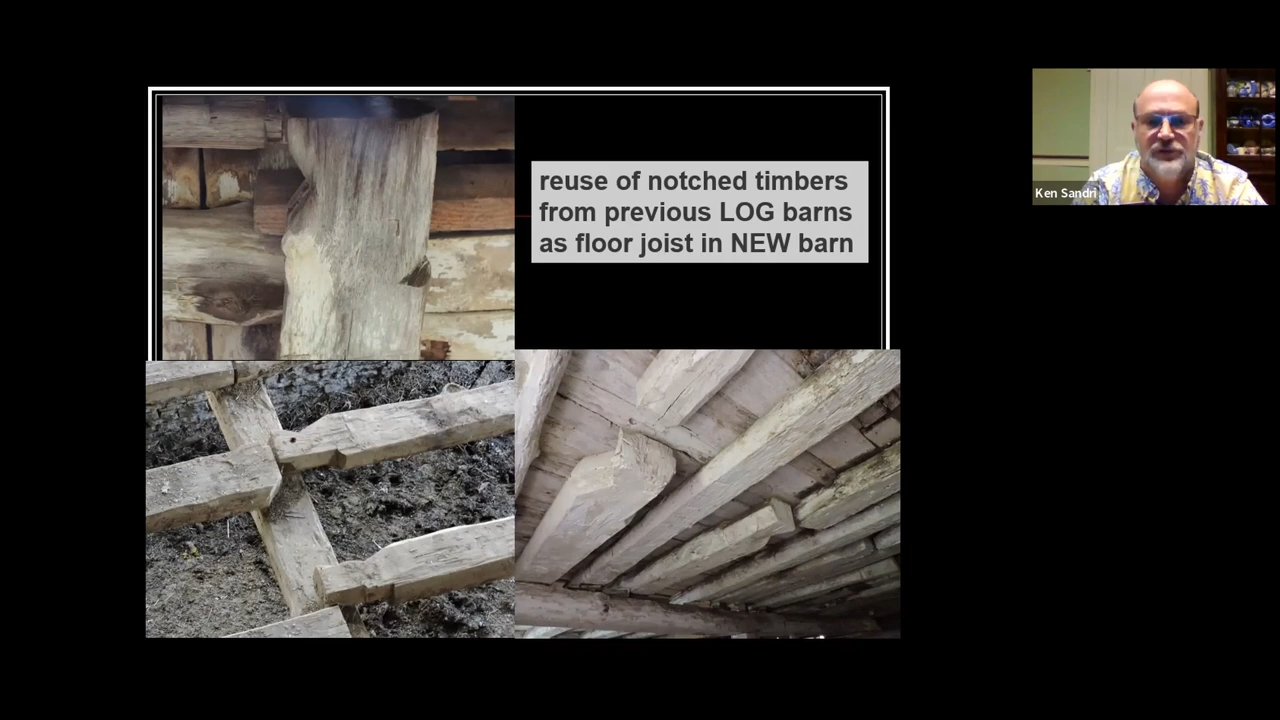 reuse of notched timbers
from previous LOG barns
as floor joist in NEW barn
Ken Sandri